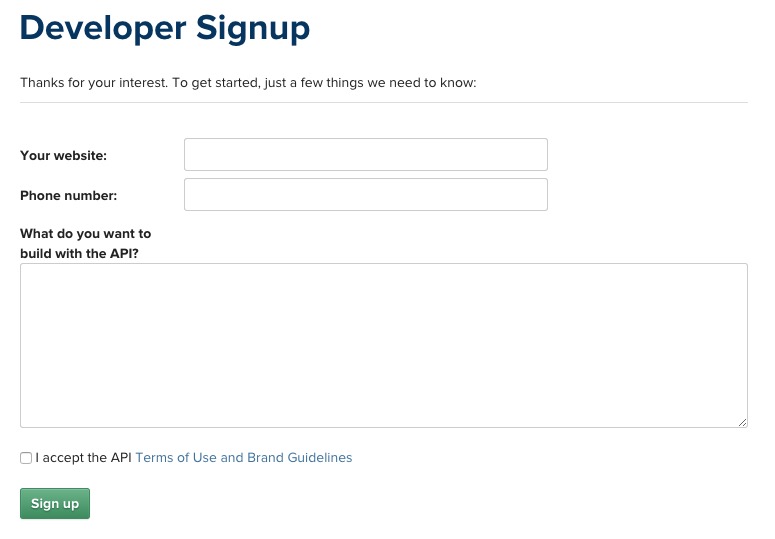 Developer Signup
Thanks for your interest. To get started, just a few things we need to know:
Your website:
Phone number:
What do you want to
build with the API?
I accept the API Terms of Use and Brand Guidelines
Sign up